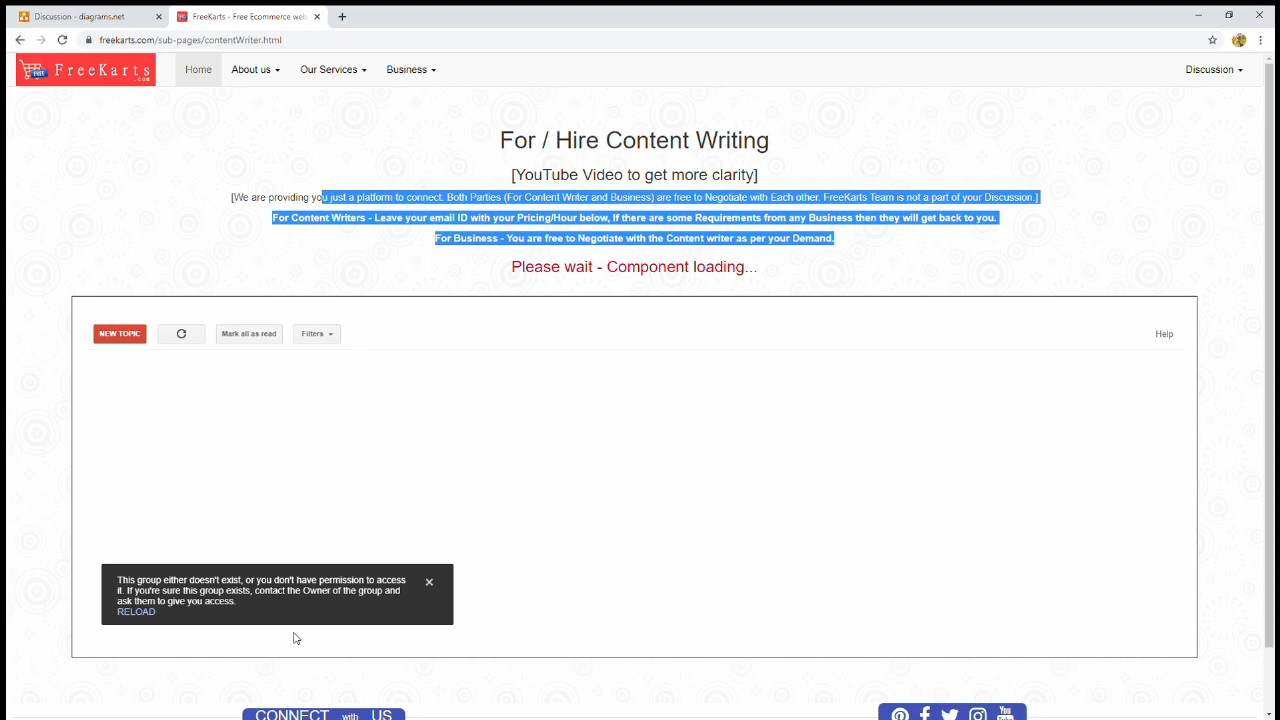 Discussion - diagrams.net
FreeKarts - Free Ecommerce web
freekarts.com/sub-pages/contentWriter.html
FreeKarts
.com
Home
About us
Our Services
Business
Discussion
For / Hire Content Writing
[YouTube Video to get more clarity]
[We are providing you just a platform to connect. Both Parties (For Content Writer and Business) are free to Negotiate with Each other. FreeKarts Team is not a part of your Discussion.]
For Content Writers - Leave your email ID with your Pricing/Hour below, If there are some Requirements from any Business then they will get back to you.
For Business - You are free to Negotiate with the Content writer as per your Demand.
Please wait - Component loading...
NEW TOPIC
Mark all as read
Filters
Help
This group either doesn't exist, or you don't have permission to access
it. If you're sure this group exists, contact the Owner of the group and
ask them to give you access.
RELOAD
CONNECT with US
You